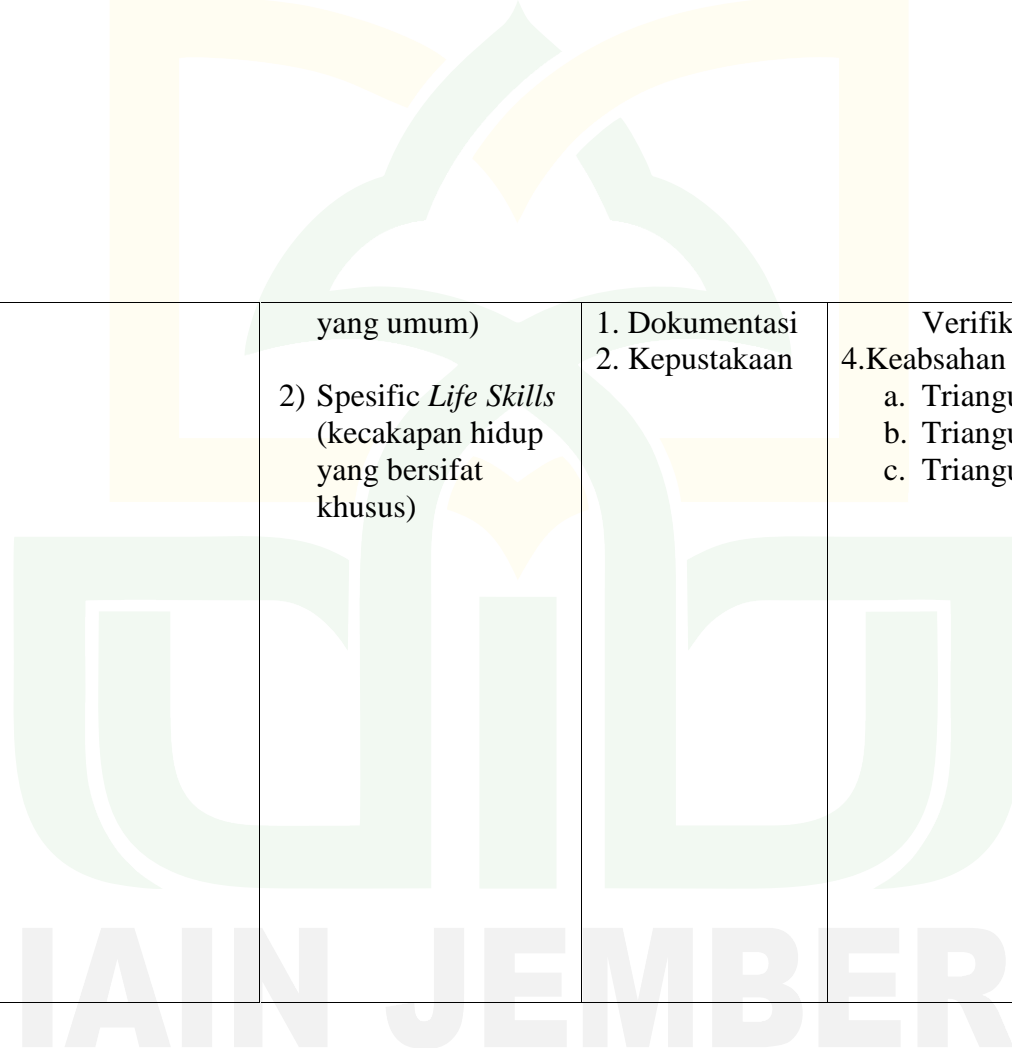 yang umum)
2) Spesific Life Skills
(kecakapan hidup
yang bersifat
khusus)
1. Dokumentasi
2. Kepustakaan
Verifik
4.Keabsahan
a. Triangu
b. Triangu
c. Triangu
IAIN JEMBER